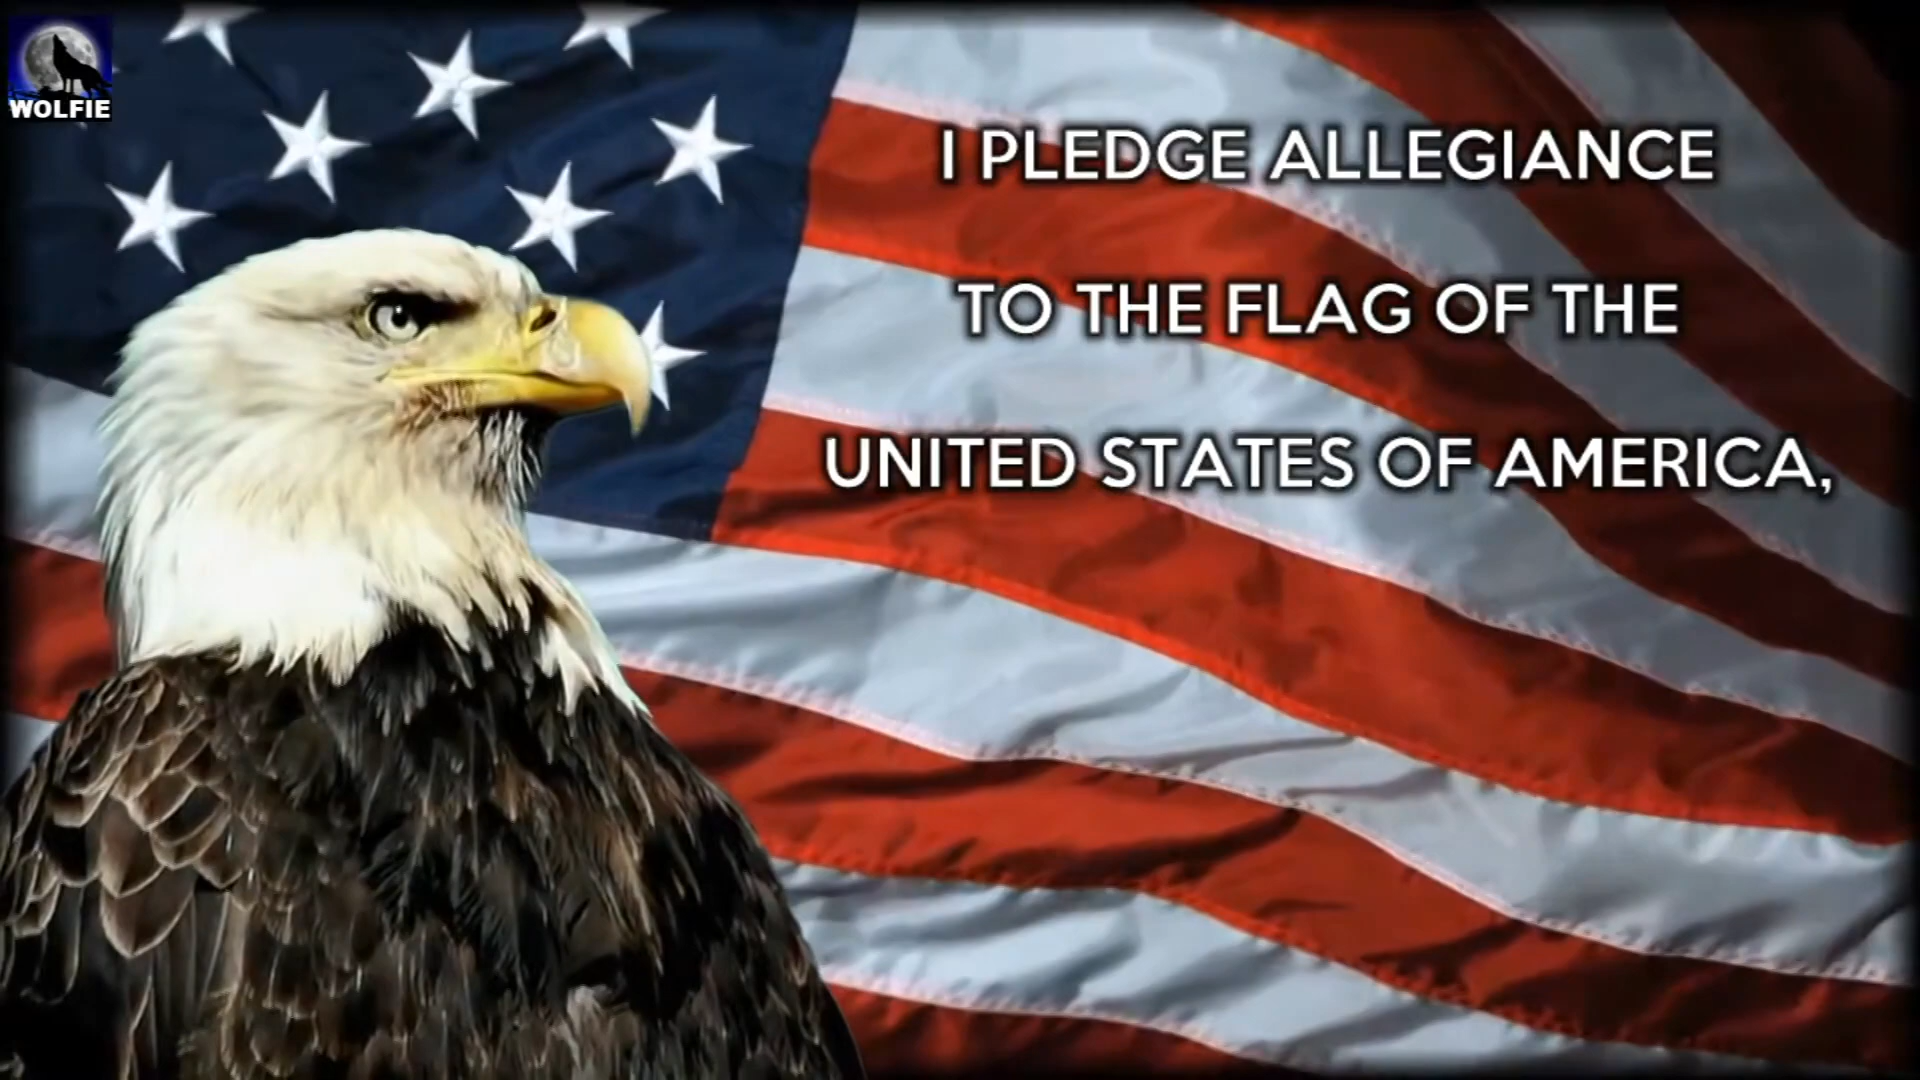 WOLFIE
I PLEDGE ALLEGIANCE
TO THE FLAG OF THE
UNITED STATES OF AMERICA,